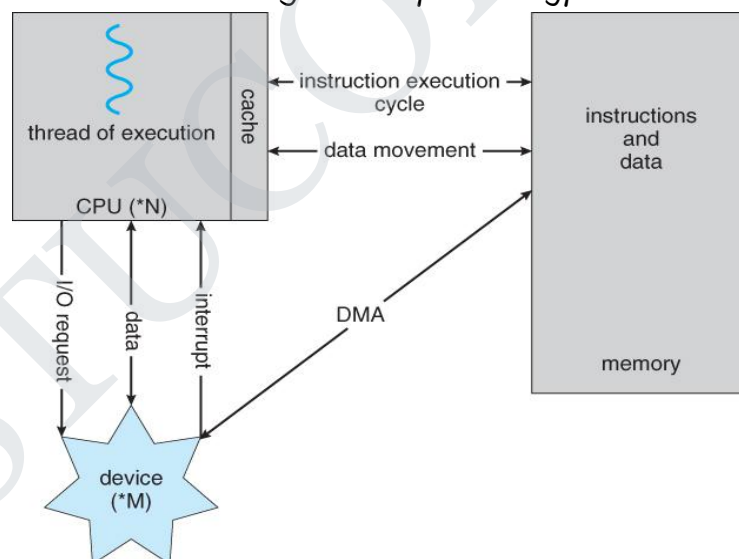 instruction execution
cycle
thread of execution
cache
instructions
and
data
data movement
CPU (*N)
I/O request
data
interrupt
DMA
memory
device
(*M)